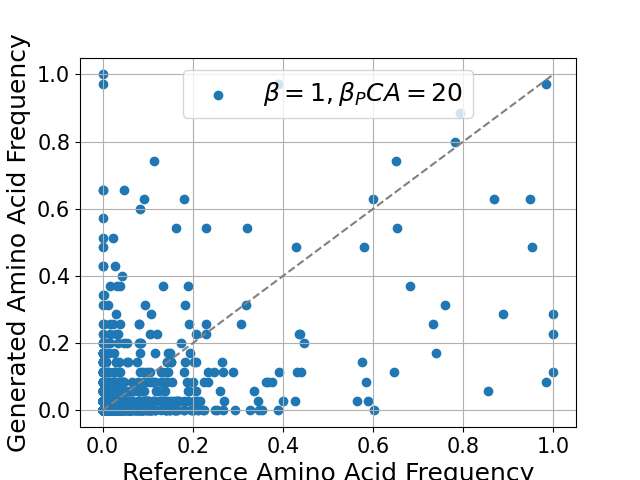 β = 1, β_PCA = 20
Generated Amino Acid Frequency
1.0
0.8
0.6
0.4
0.2
0.0
0.0 0.2 0.4 0.6 0.8 1.0
Reference Amino Acid Frequency